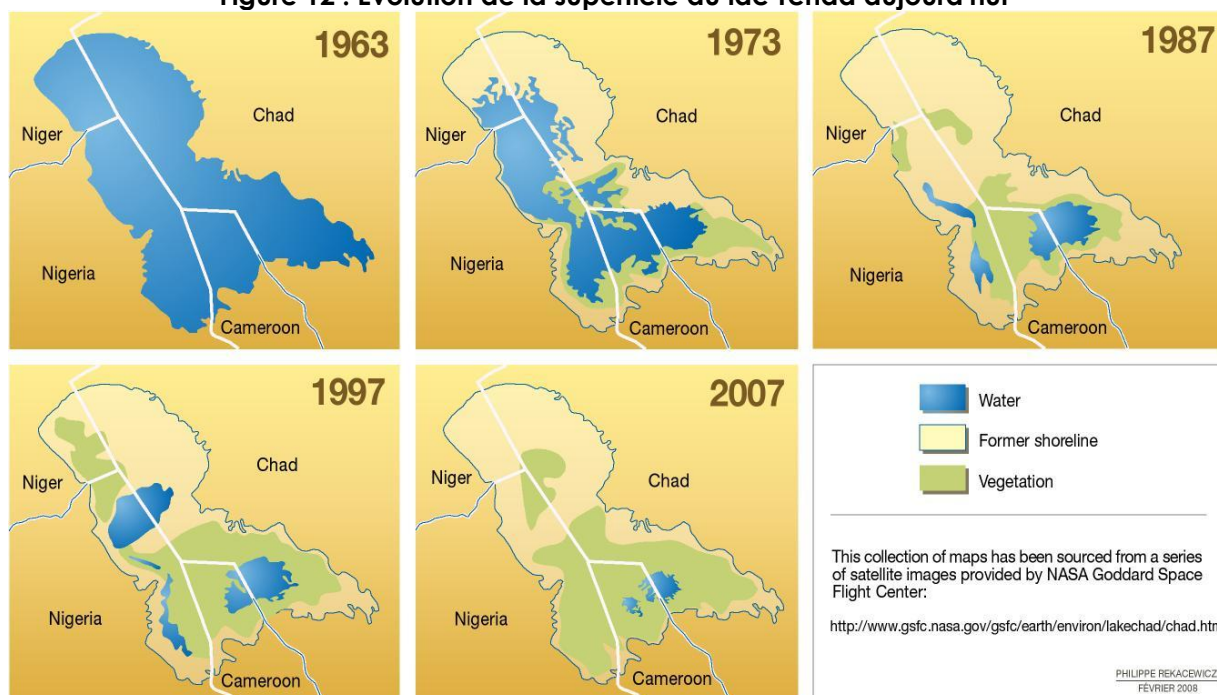 Figure 12 : Evolution de la superficie du lac Tchad aujourd'hui
1963
Chad
Niger
Nigeria
Cameroon
1973
Chad
Niger
Nigeria
Cameroon
1987
Chad
Niger
Nigeria
Cameroon
1997
Chad
Niger
Nigeria
Cameroon
2007
Chad
Niger
Nigeria
Cameroon
Water
Former shoreline
Vegetation
This collection of maps has been sourced from a series
of satellite images provided by NASA Goddard Space
Flight Center:
http://www.gsfc.nasa.gov/gsfc/earth/environ/lakechad/chad.htm
PHILIPPE REKACEWICZ
FÉVRIER 2008